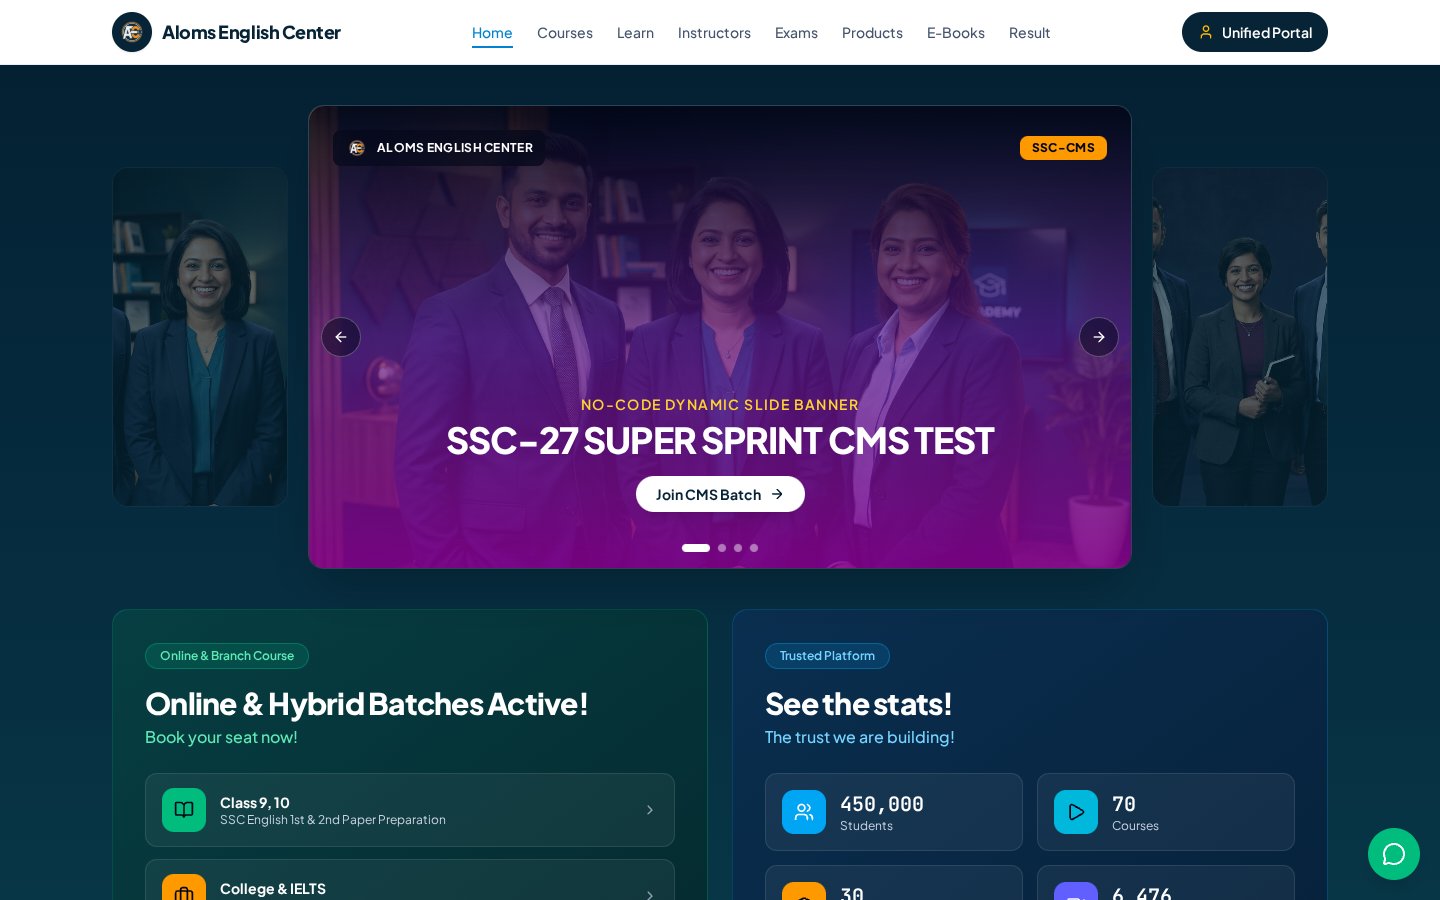 Aloms English Center
Home
Courses
Learn
Instructors
Exams
Products
E-Books
Result
Unified Portal
ALOMS ENGLISH CENTER
SSC-CMS
NO-CODE DYNAMIC SLIDE BANNER
SSC-27 SUPER SPRINT CMS TEST
Join CMS Batch
Online & Branch Course
Online & Hybrid Batches Active!
Book your seat now!
Class 9, 10
SSC English 1st & 2nd Paper Preparation
College & IELTS
Trusted Platform
See the stats!
The trust we are building!
450,000
Students
70
Courses
30
6,476